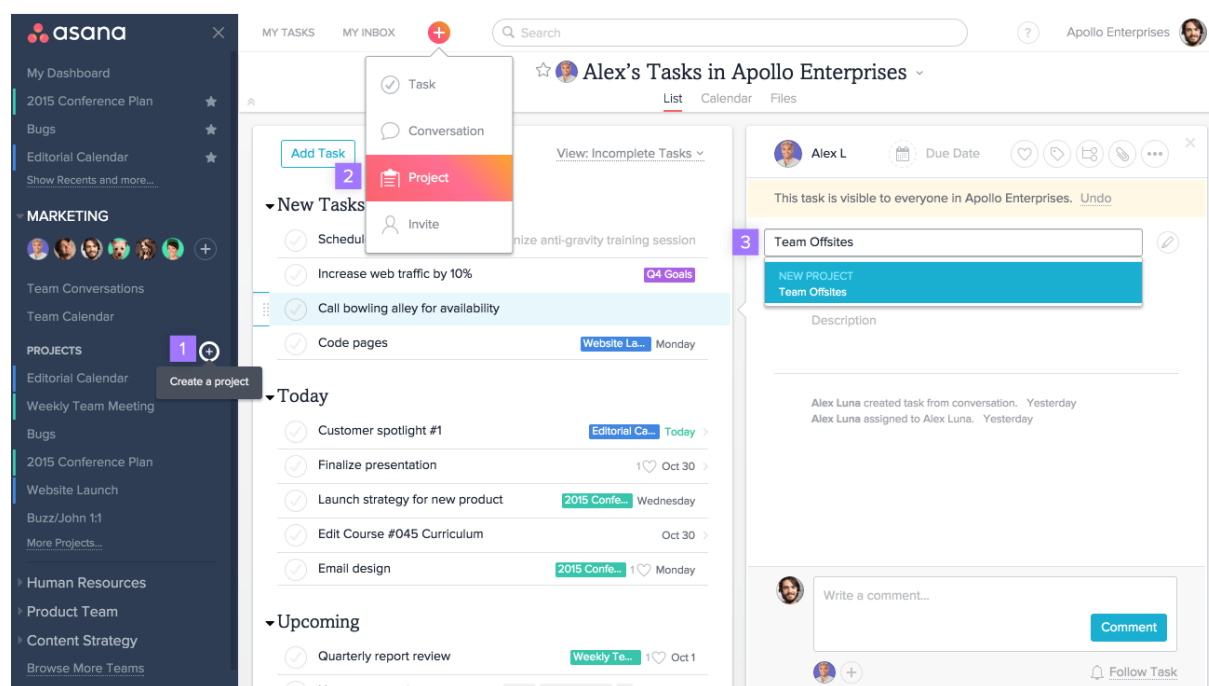 asana
My Dashboard
2015 Conference Plan
Bugs
Editorial Calendar
Show Recents and more...
MARKETING
Team Conversations
Team Calendar
PROJECTS
1
Create a project
Editorial Calendar
Weekly Team Meeting
Bugs
2015 Conference Plan
Website Launch
Buzz/John 1:1
More Projects...
Human Resources
Product Team
Content Strategy
Browse More Teams
MY TASKS MY INBOX Search ? Apollo Enterprises
Task
Conversation
2 Project
Invite
Alex's Tasks in Apollo Enterprises
List Calendar Files
Add Task View: Incomplete Tasks
New Tasks
Schedul nize anti-gravity training session
Increase web traffic by 10% Q4 Goals
Call bowling alley for availability
Code pages Website La... Monday
Today
Customer spotlight #1 Editorial Ca... Today
Finalize presentation 1 Oct 30
Launch strategy for new product 2015 Confe... Wednesday
Edit Course #045 Curriculum Oct 30
Email design 2015 Confe... 1 Monday
Upcoming
Quarterly report review Weekly Te... 1 Oct 1
Alex L Due Date
This task is visible to everyone in Apollo Enterprises. Undo
3 Team Offsites
NEW PROJECT
Team Offsites
Description
Alex Luna created task from conversation. Yesterday
Alex Luna assigned to Alex Luna. Yesterday
Write a comment...
Comment
Follow Task